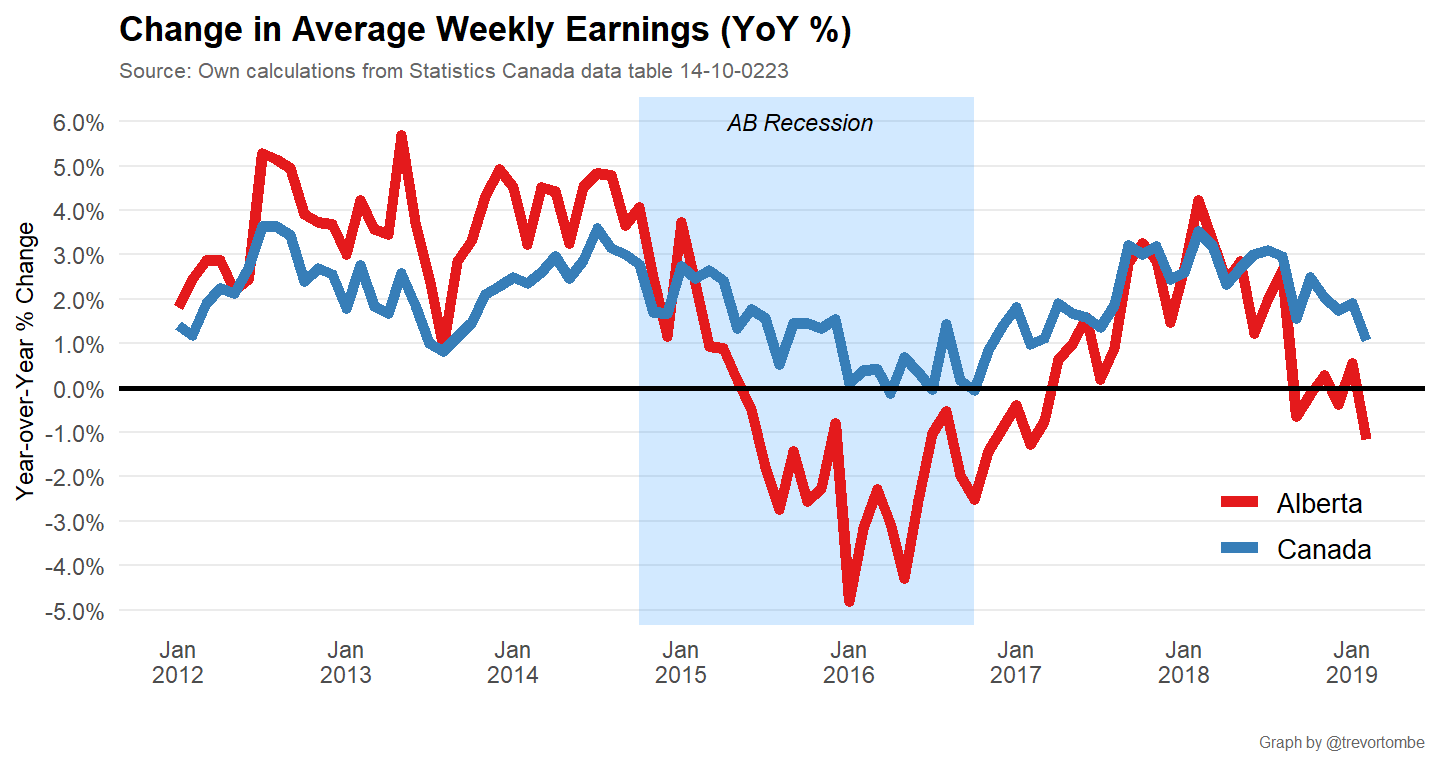 Change in Average Weekly Earnings (YoY %)
Source: Own calculations from Statistics Canada data table 14-10-0223
AB Recession
Year-over-Year % Change
6.0%
5.0%
4.0%
3.0%
2.0%
1.0%
0.0%
-1.0%
-2.0%
-3.0%
-4.0%
-5.0%
Alberta
Canada
Jan 2012
Jan 2013
Jan 2014
Jan 2015
Jan 2016
Jan 2017
Jan 2018
Jan 2019
Graph by @trevortombe